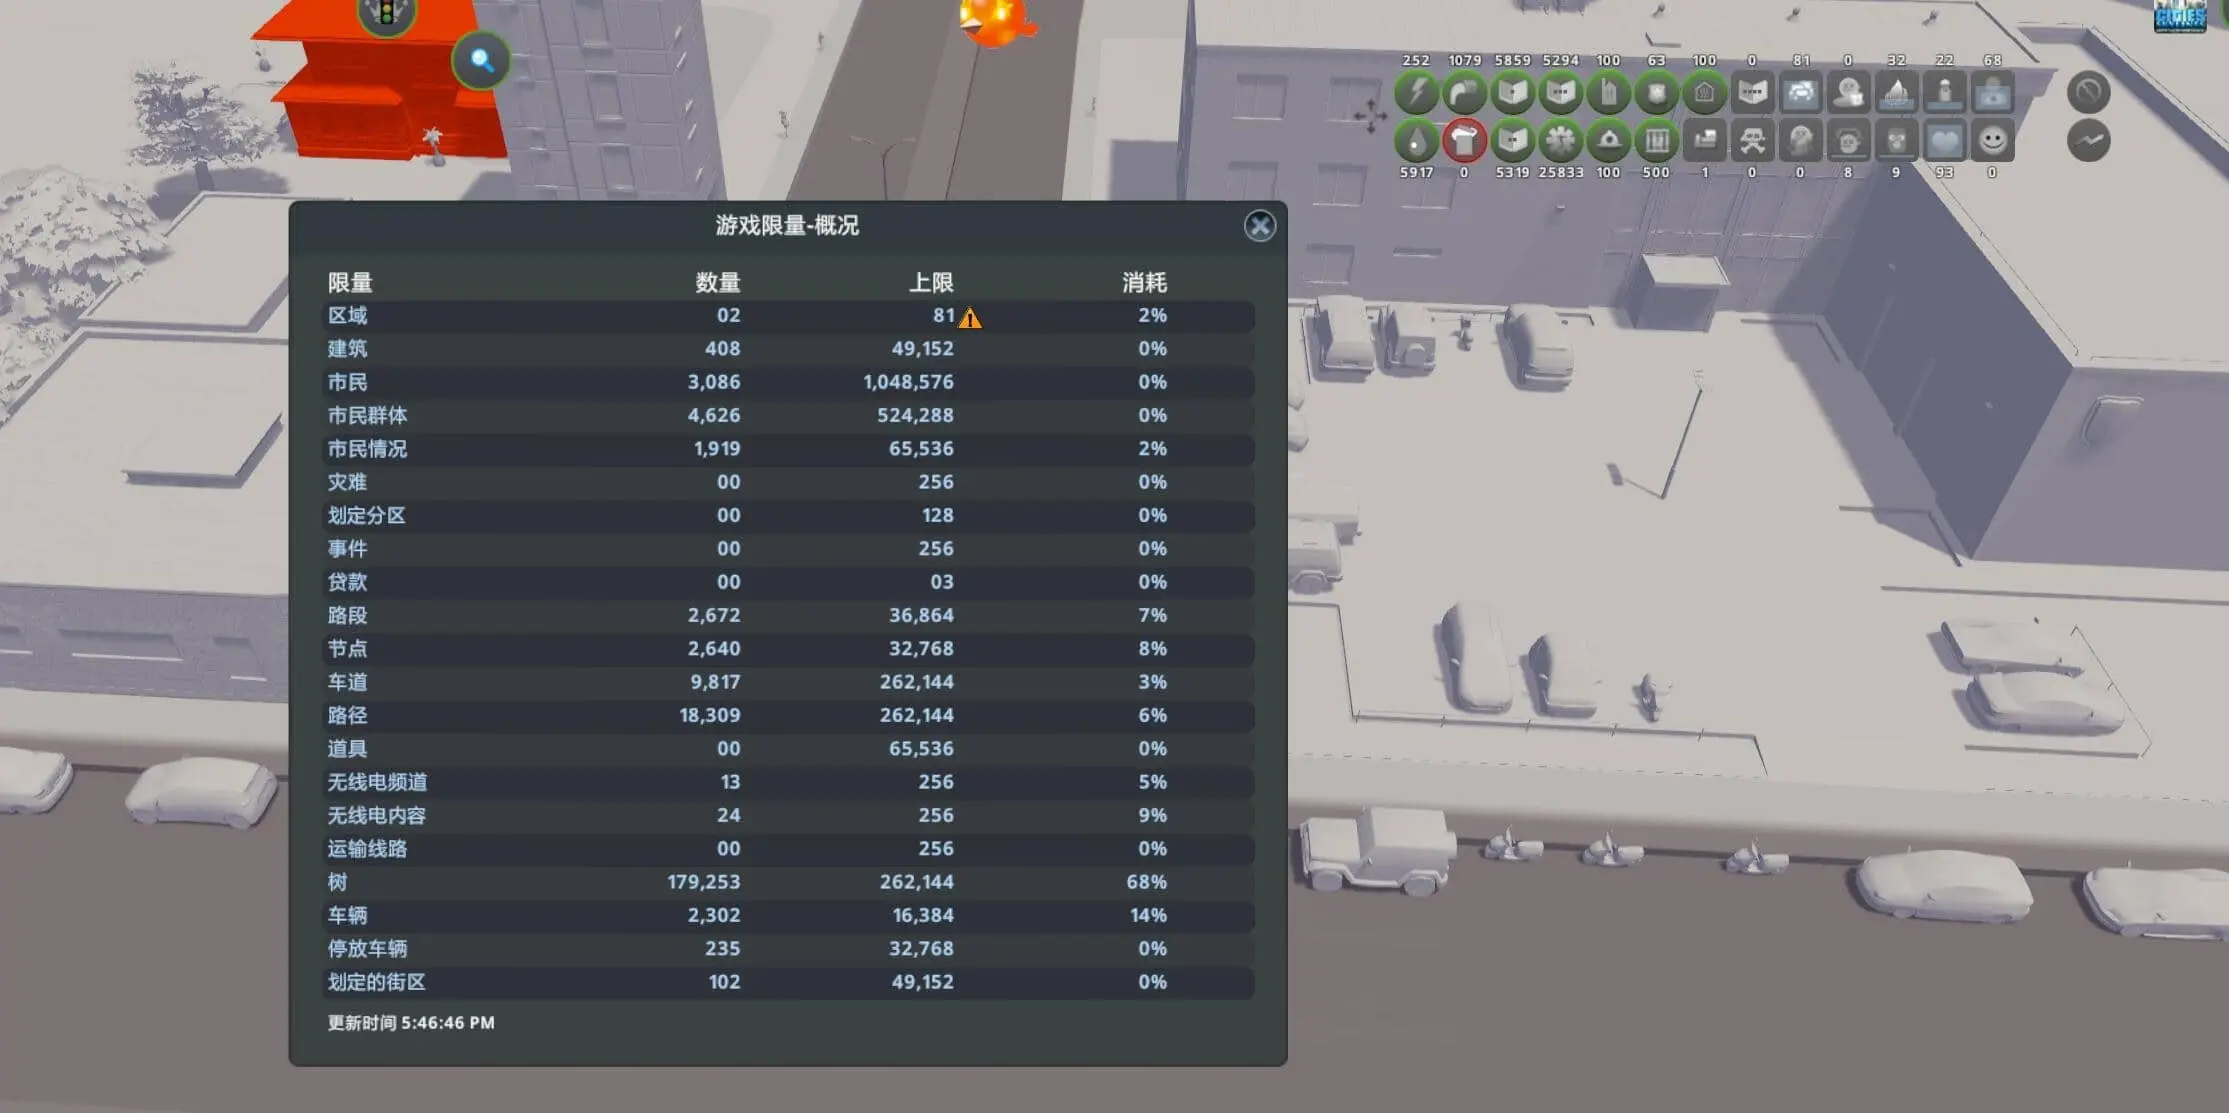 CITIES
252 1079 5859 5294 100 63 100 0 81 0 32 22 68
5917 0 5319 25833 100 500 1 0 0 8 9 93 0
游戏限量-概况
限量 数量 上限 消耗
区域 02 81 2%
建筑 408 49,152 0%
市民 3,086 1,048,576 0%
市民群体 4,626 524,288 0%
市民情况 1,919 65,536 2%
灾难 00 256 0%
划定分区 00 128 0%
事件 00 256 0%
贷款 00 03 0%
路段 2,672 36,864 7%
节点 2,640 32,768 8%
车道 9,817 262,144 3%
路径 18,309 262,144 6%
道具 00 65,536 0%
无线电频道 13 256 5%
无线电内容 24 256 9%
运输线路 00 256 0%
树 179,253 262,144 68%
车辆 2,302 16,384 14%
停放车辆 235 32,768 0%
划定的街区 102 49,152 0%
更新时间 5:46:46 PM